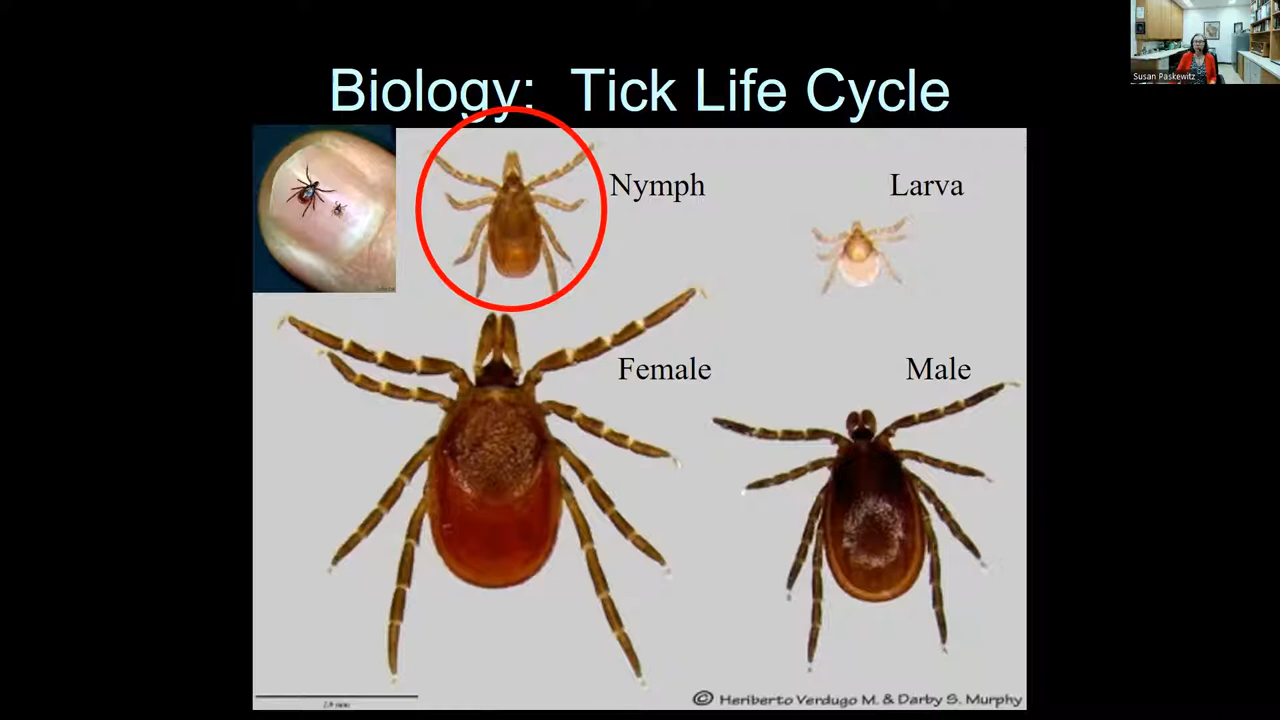 Susan Paskewitz
Biology: Tick Life Cycle
Nymph
Larva
Female
Male
© Heriberto Verdugo M. & Darby S. Murphy